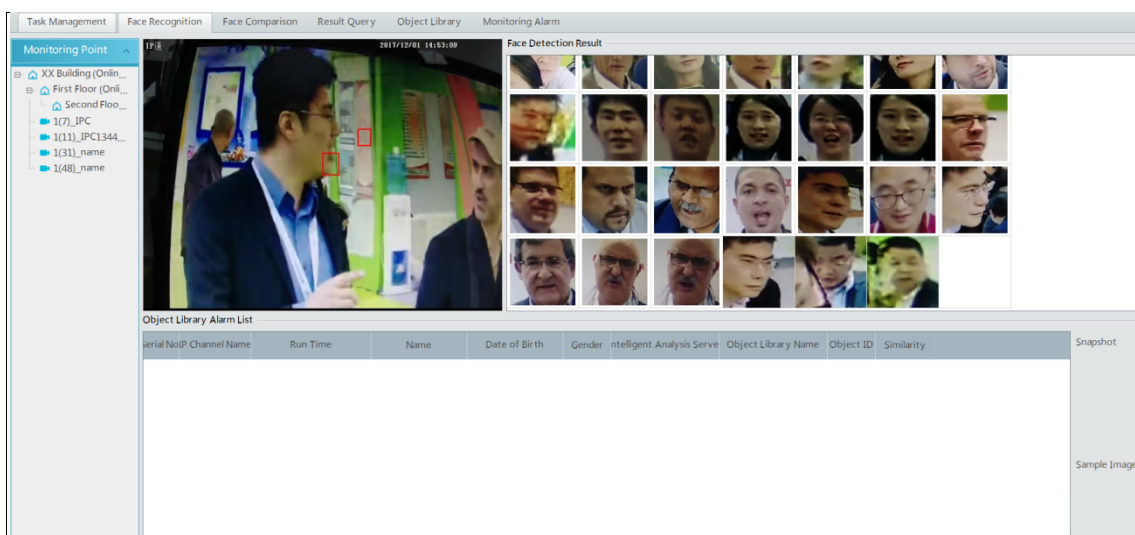 Task Management Face Recognition Face Comparison Result Query Object Library Monitoring Alarm
Monitoring Point
XX Building (Onlin...
First Floor (Onli...
Second Floo...
1(7)_IPC
1(11)_IPC1344...
1(31)_name
1(48)_name
2017/12/01 14:53:09
Face Detection Result
Object Library Alarm List
Serial No IP Channel Name Run Time Name Date of Birth Gender ntelligent Analysis Serve Object Library Name Object ID Similarity
Snapshot
Sample Image